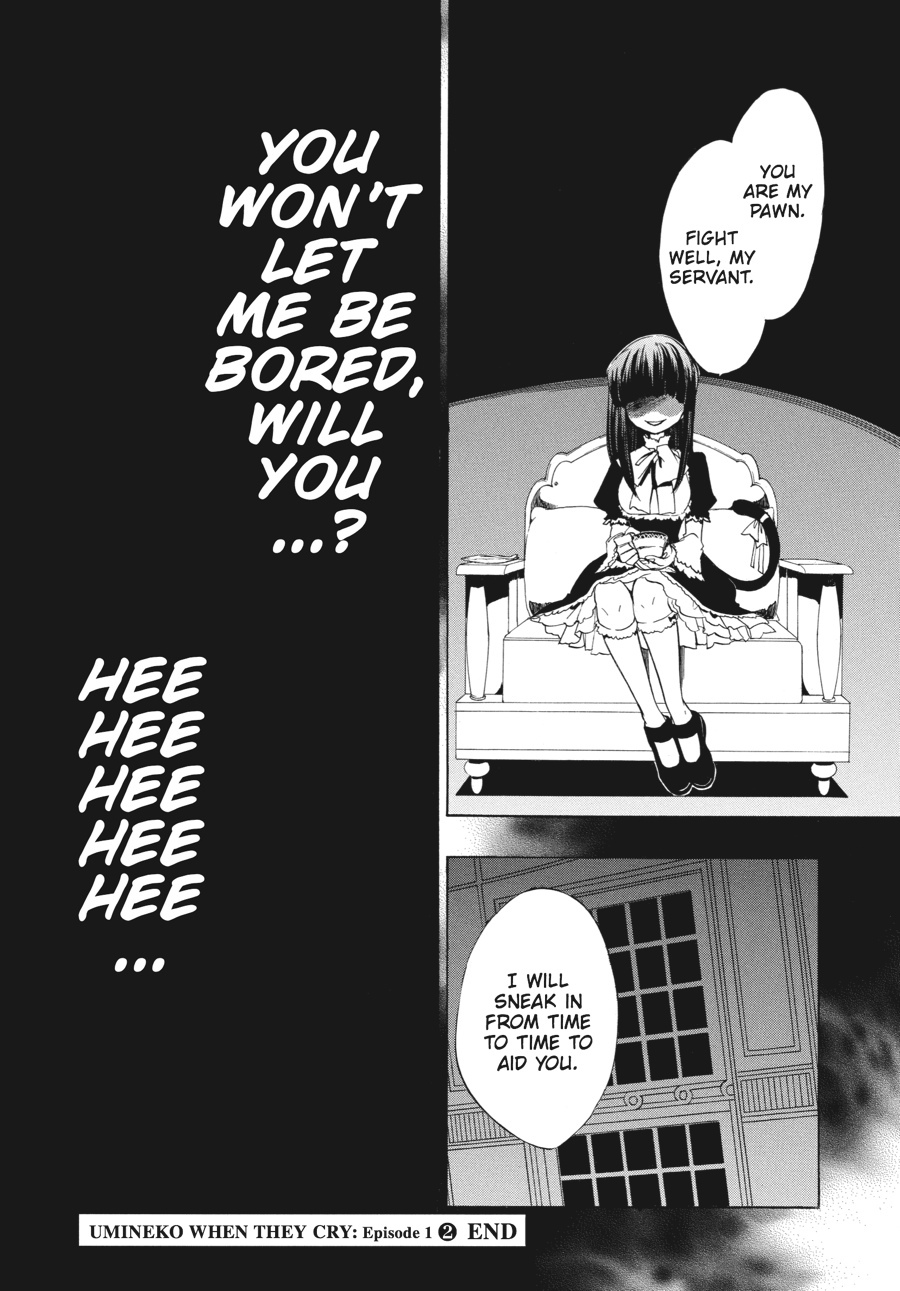 YOU
ARE MY
PAWN.
FIGHT
WELL, MY
SERVANT.
I WILL
SNEAK IN
FROM TIME
TO TIME TO
AID YOU.
YOU
WON'T
LET
ME BE
BORED,
WILL
YOU
...?
HEE
HEE
HEE
HEE
HEE
...
UMINEKO WHEN THEY CRY: Episode 1 ❷ END